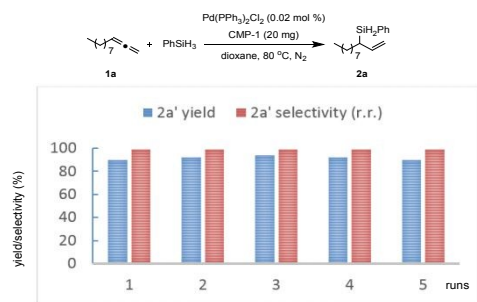 Pd(PPh3)2Cl2 (0.02 mol %)
CMP-1 (20 mg)
dioxane, 80 °C, N2
7
+ PhSiH3
SiH2Ph
7
1a
2a
2a' yield 2a' selectivity (r.r.)
yield/selectivity (%)
100
80
60
40
20
0
1 2 3 4 5 runs